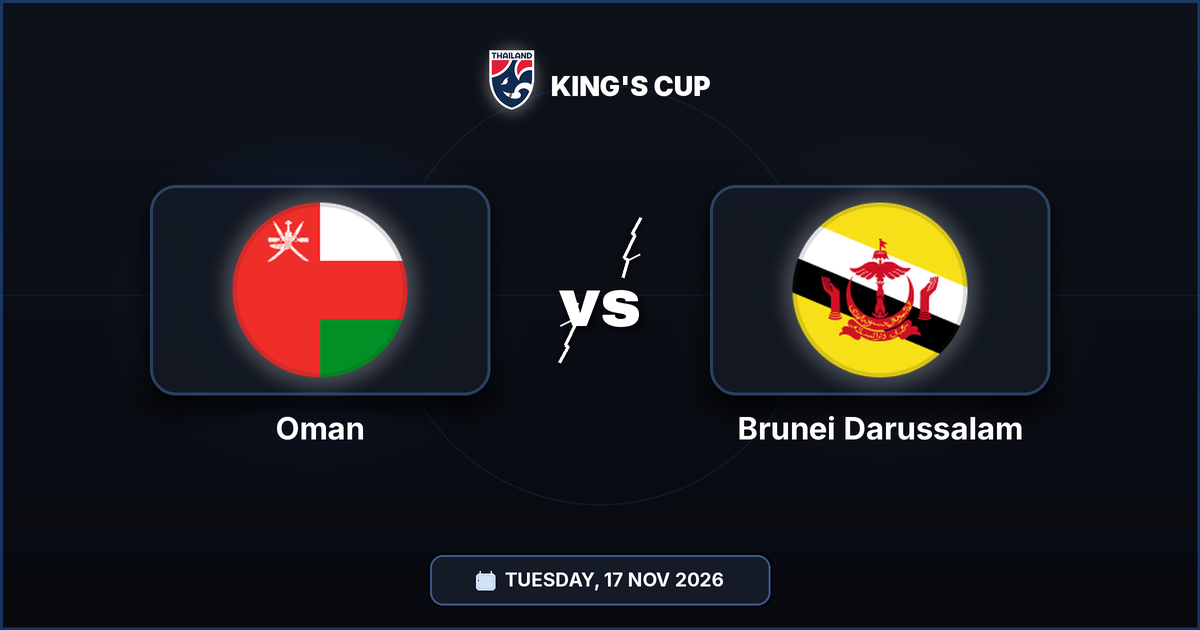 THAILAND
KING'S CUP
VS
Oman
Brunei Darussalam
TUESDAY, 17 NOV 2026